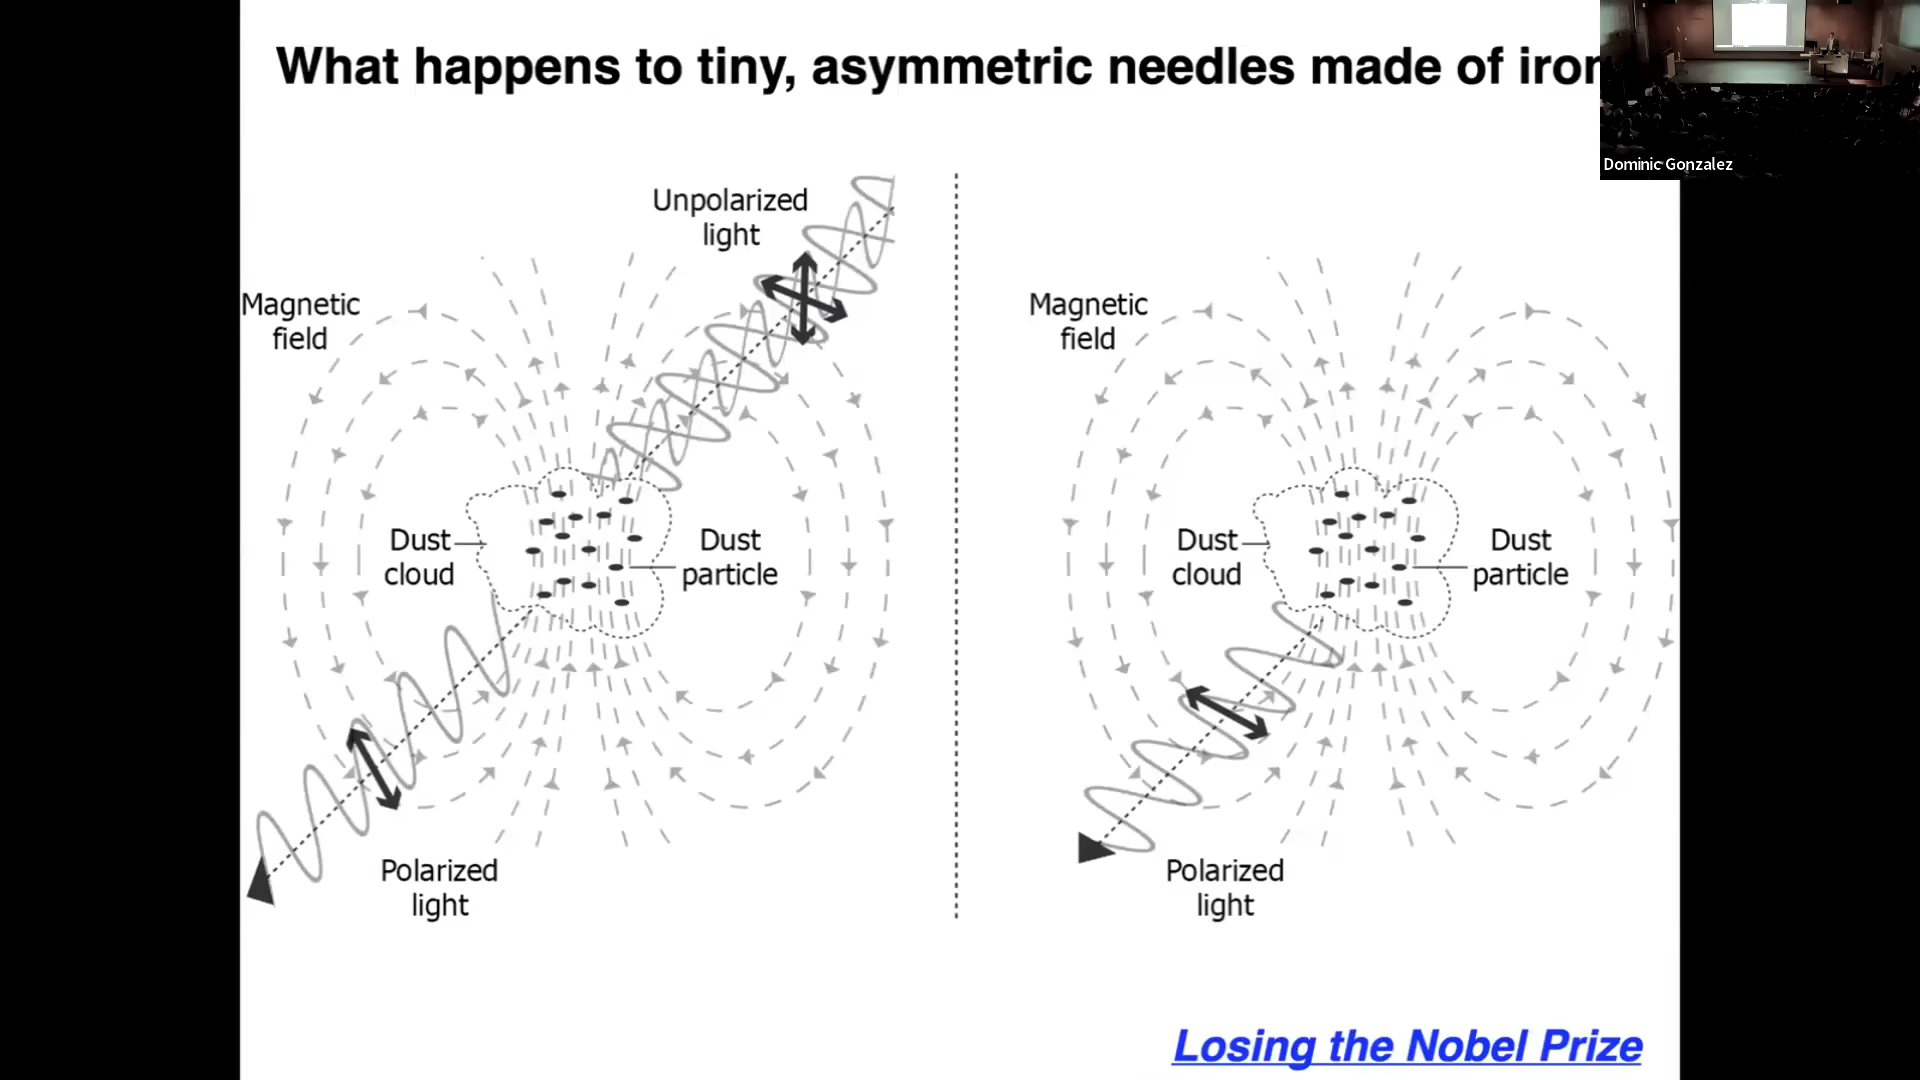 What happens to tiny, asymmetric needles made of iron
Dominic Gonzalez
Unpolarized
light
Magnetic
field
Dust
cloud
Dust
particle
Polarized
light
Magnetic
field
Dust
cloud
Dust
particle
Polarized
light
Losing the Nobel Prize